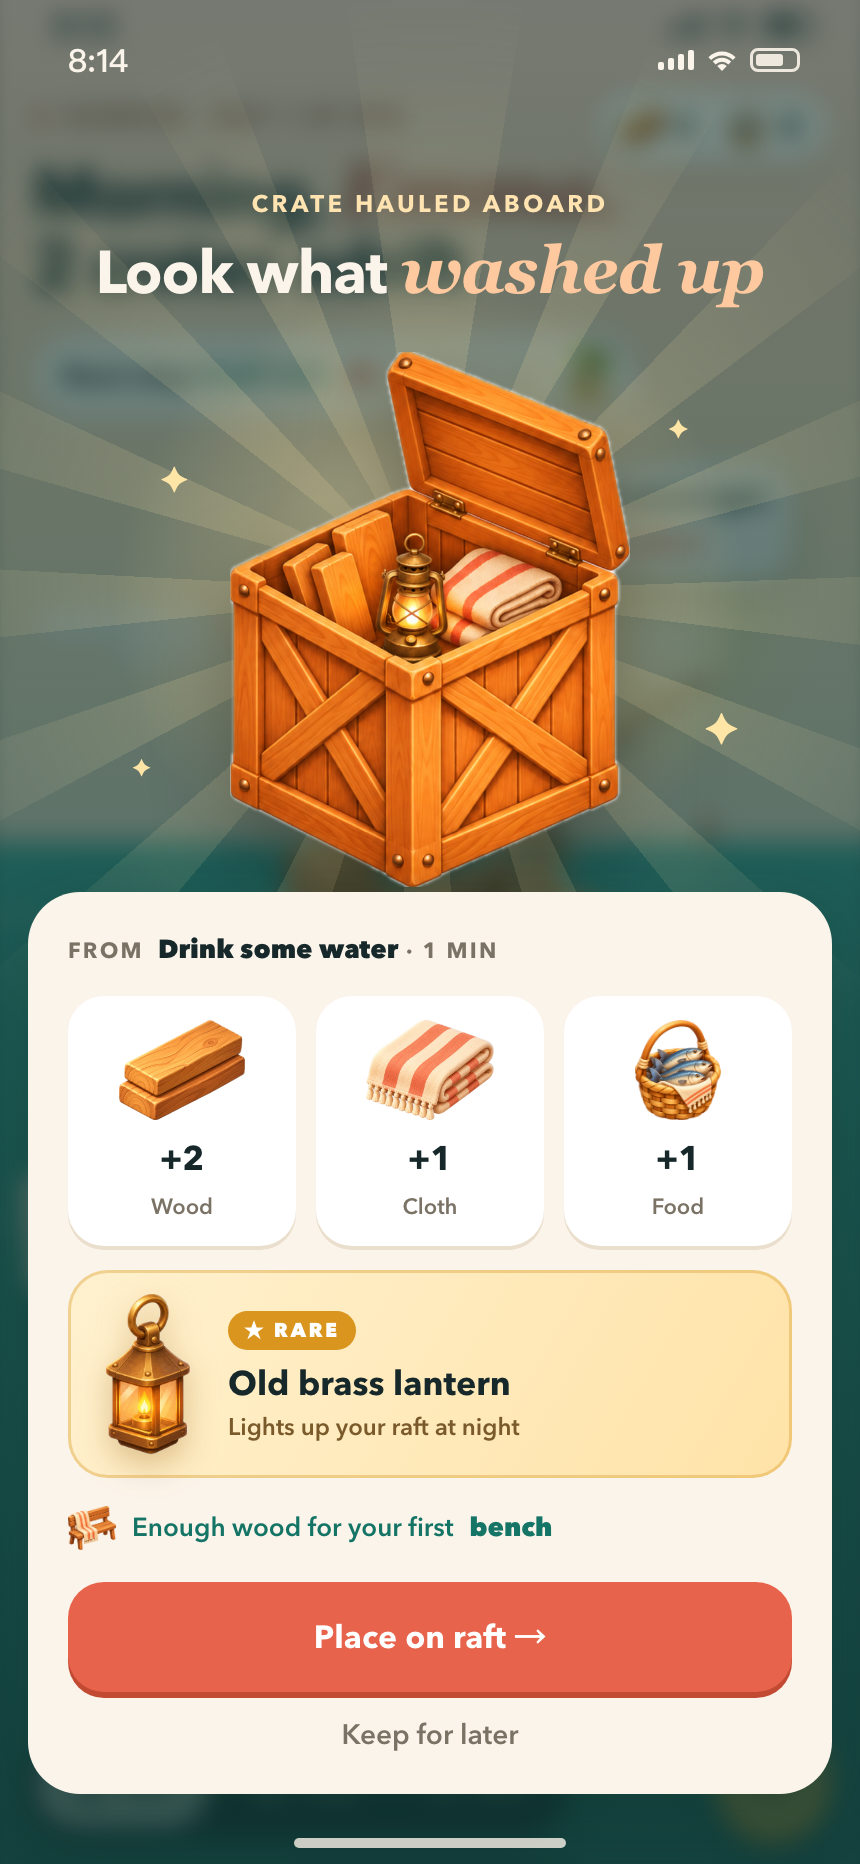 8:14
CRATE HAULED ABOARD
Look what washed up
FROM Drink some water · 1 MIN
+2
Wood
+1
Cloth
+1
Food
★ RARE
Old brass lantern
Lights up your raft at night
Enough wood for your first bench
Place on raft →
Keep for later